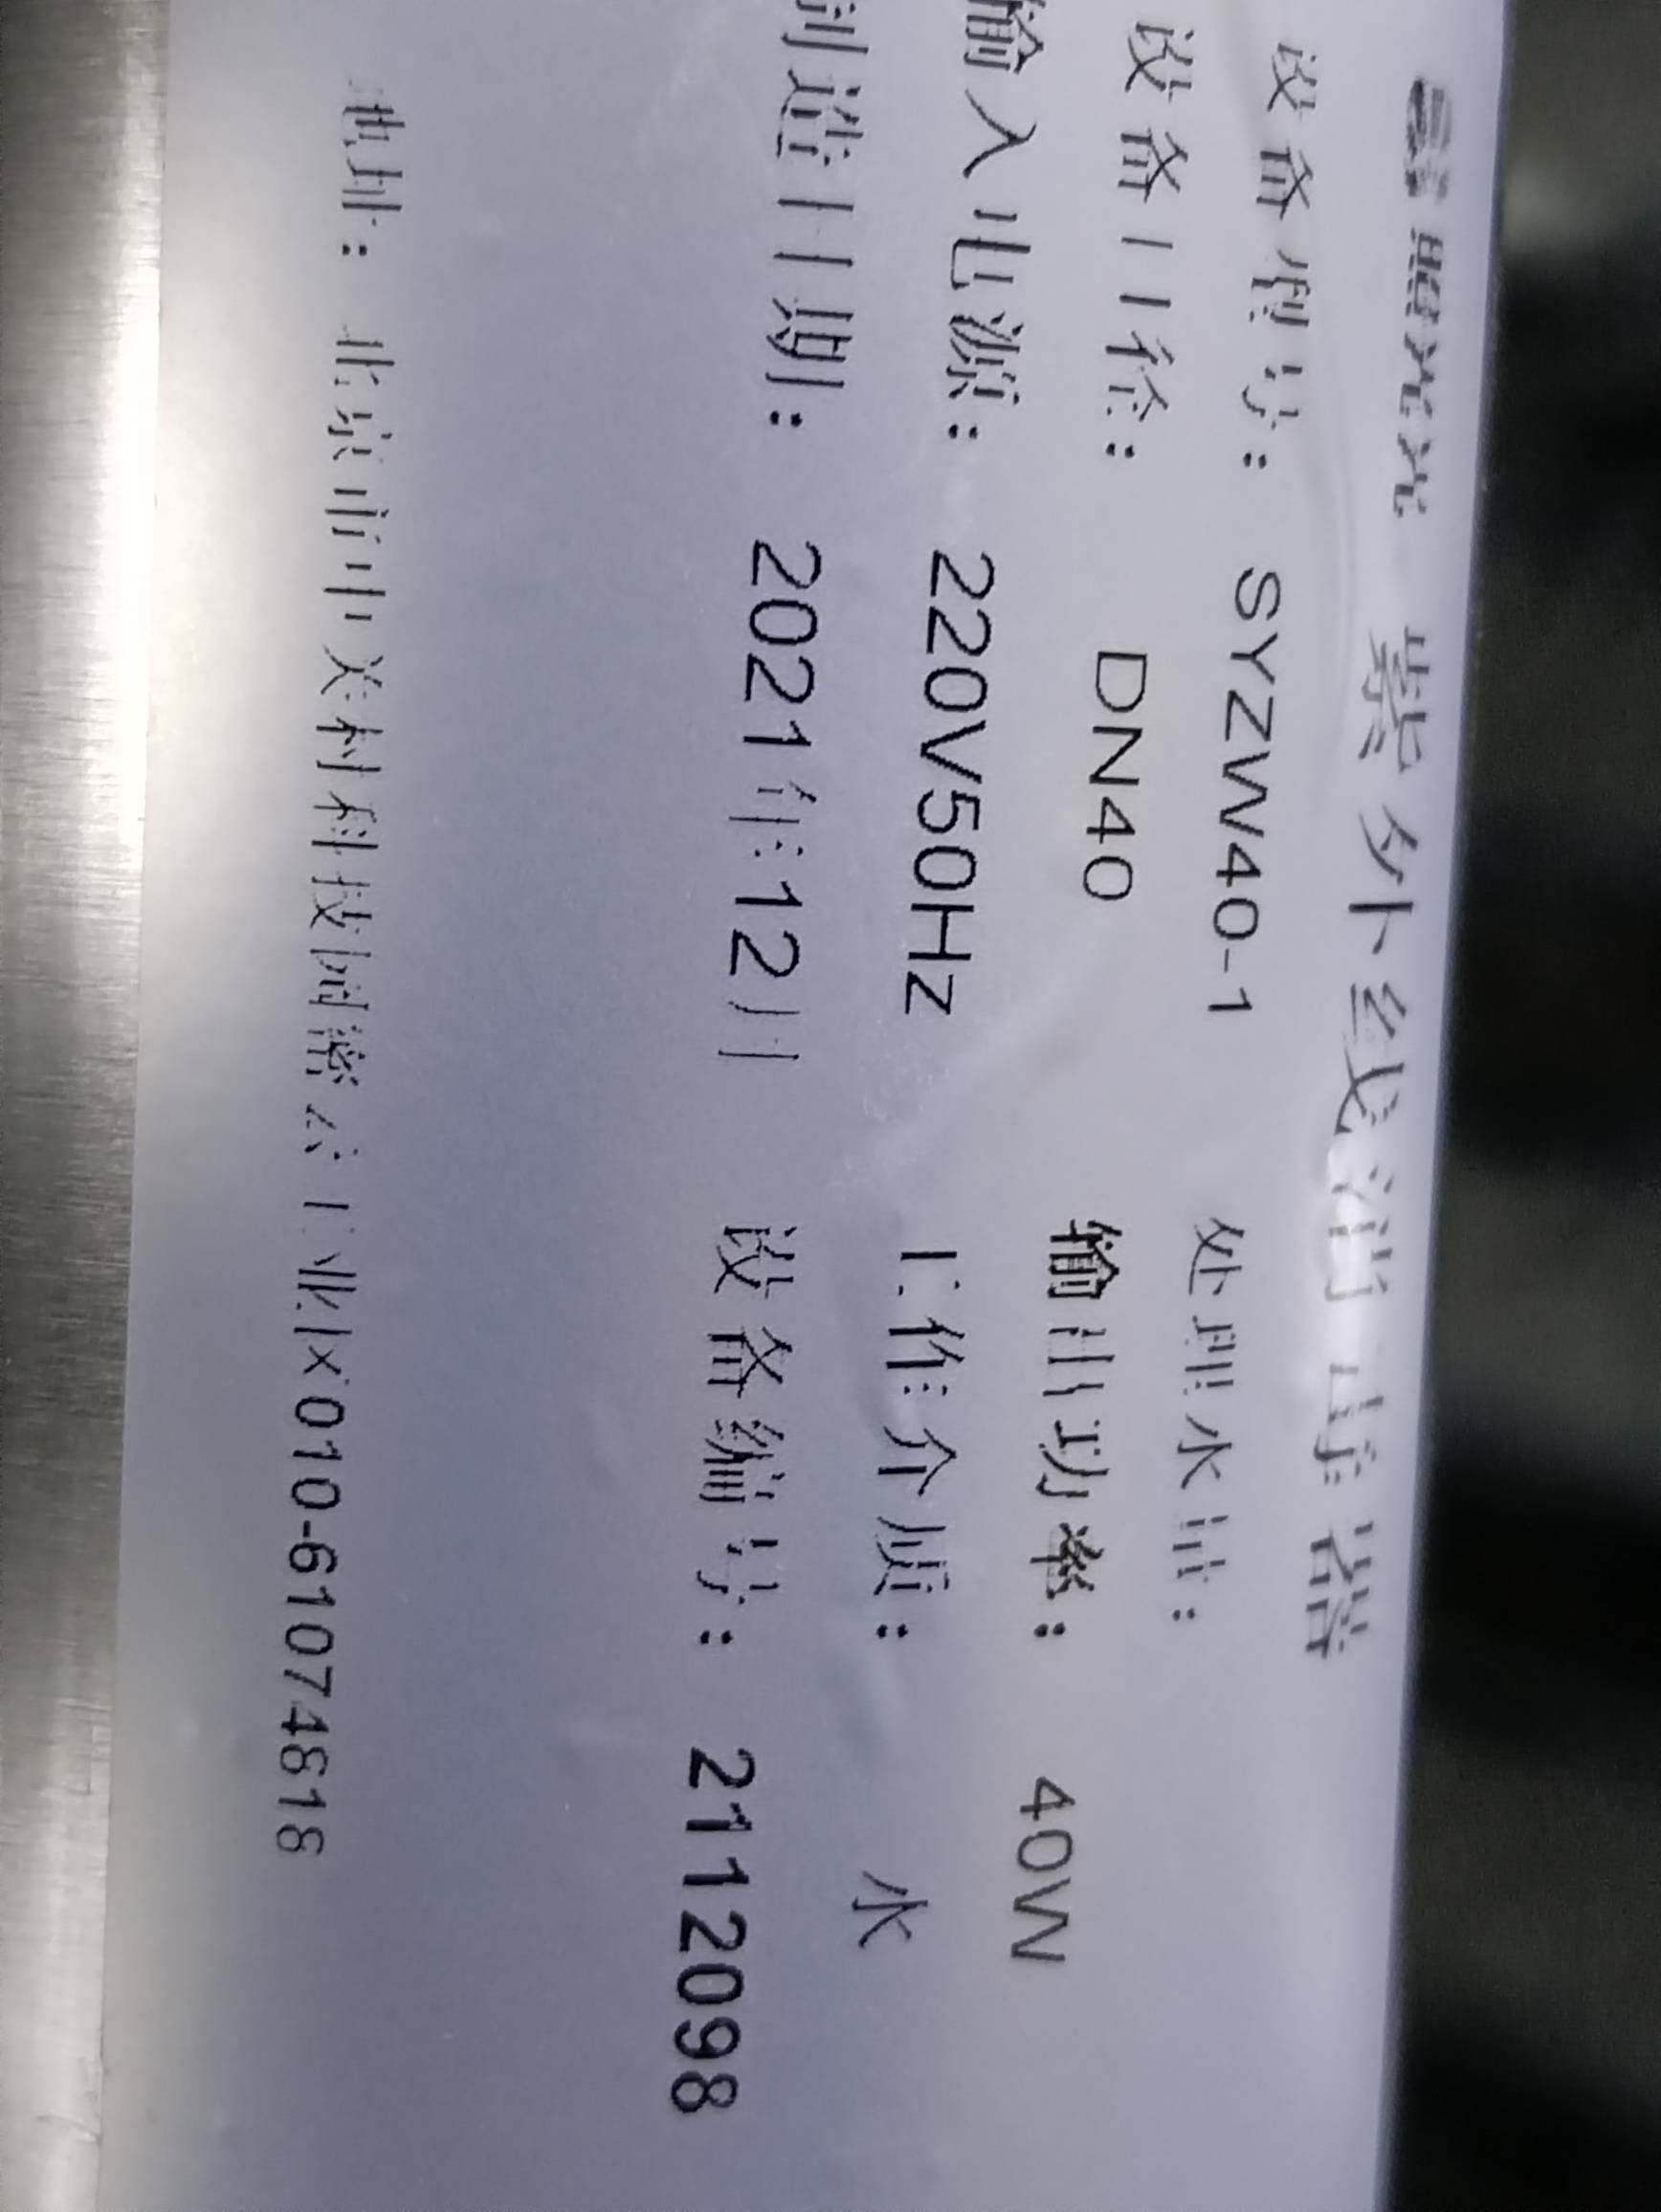 紫外线消毒器
设备型号： SYZW40-1 处理水量：
设备口径： DN40 输出功率： 40W
输入电源： 220V50Hz 工作介质： 水
制造日期： 2021年12月 设备编号： 2112098
地址： 北京市中关村科技园密云工业区010-61074818